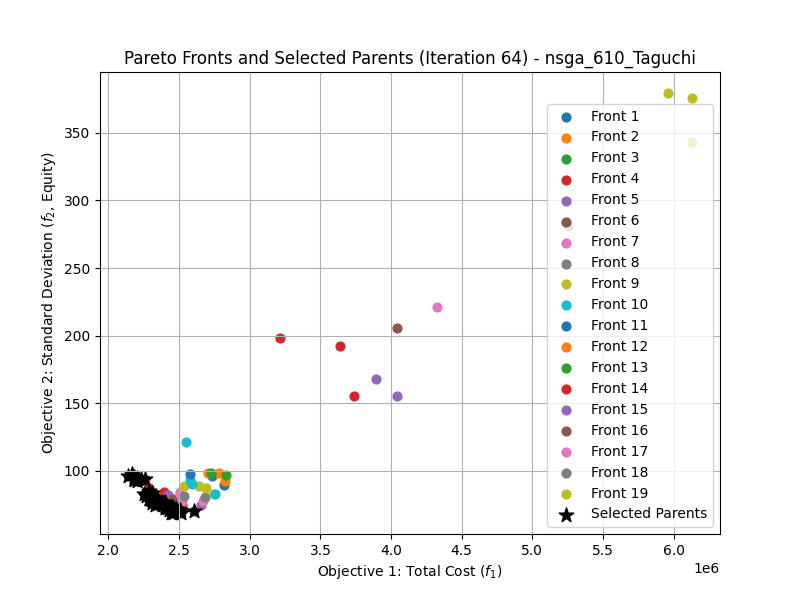 Pareto Fronts and Selected Parents (Iteration 64) - nsga_610_Taguchi
Objective 2: Standard Deviation (f2, Equity)
350
300
250
200
150
100
2.0 2.5 3.0 3.5 4.0 4.5 5.0 5.5 6.0
1e6
Objective 1: Total Cost (f1)
Front 1
Front 2
Front 3
Front 4
Front 5
Front 6
Front 7
Front 8
Front 9
Front 10
Front 11
Front 12
Front 13
Front 14
Front 15
Front 16
Front 17
Front 18
Front 19
Selected Parents